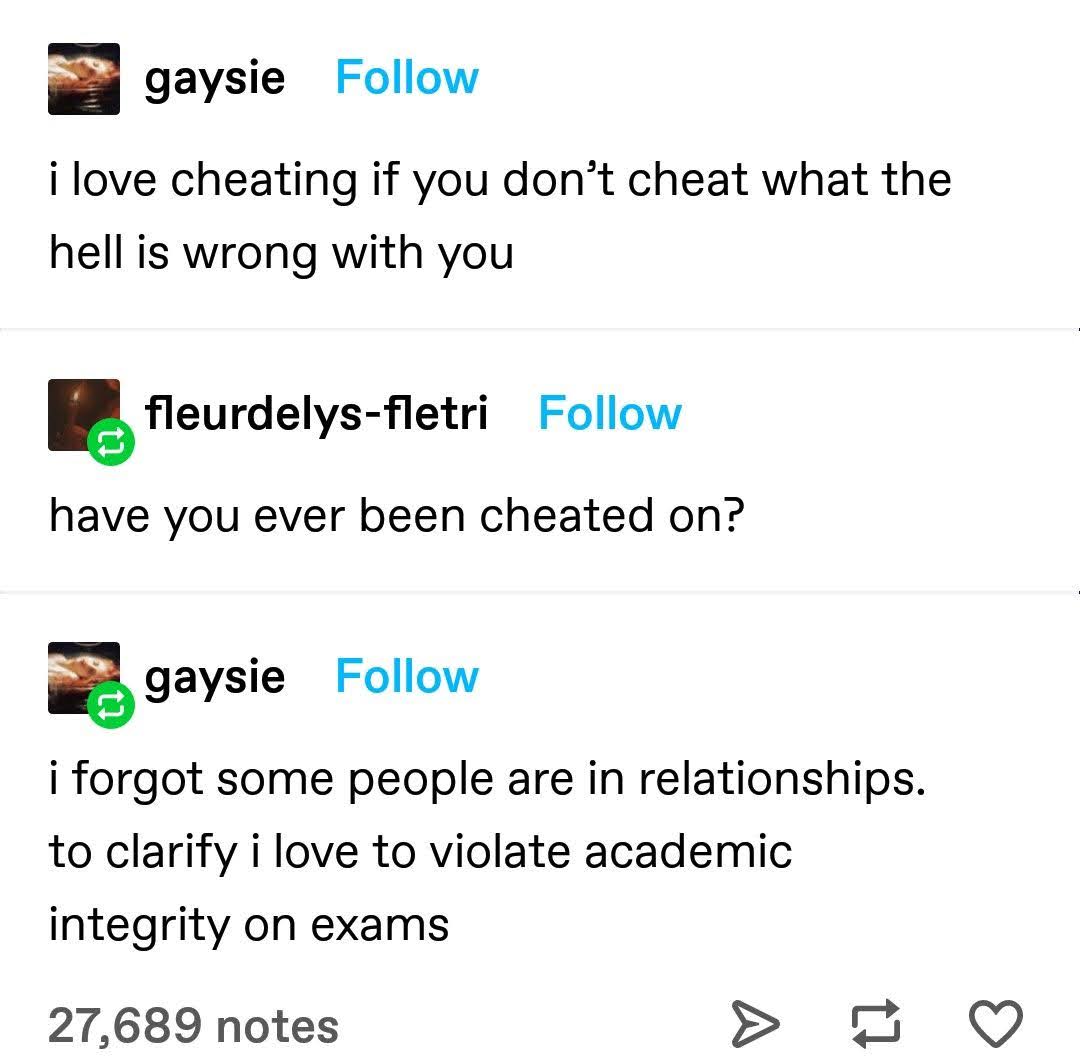 gaysie Follow
i love cheating if you don’t cheat what the
hell is wrong with you
fleurdelys-fletri Follow
have you ever been cheated on?
gaysie Follow
i forgot some people are in relationships.
to clarify i love to violate academic
integrity on exams
27,689 notes